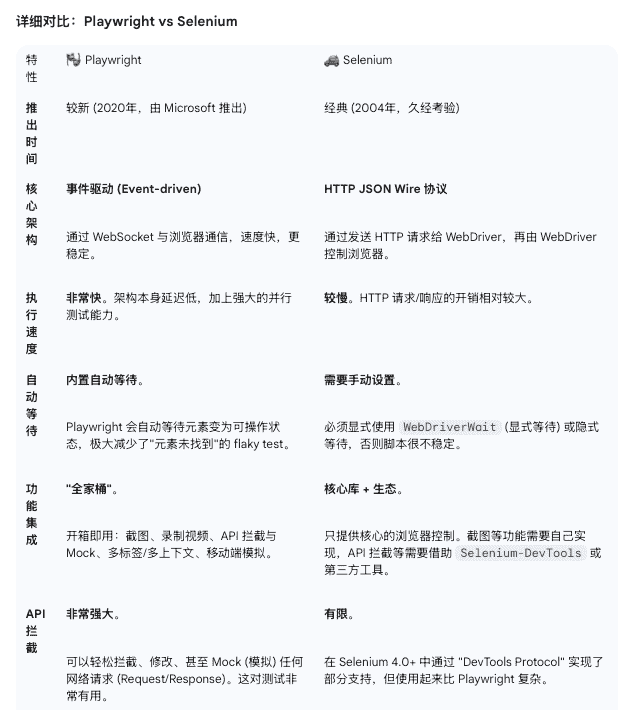 详细对比：Playwright vs Selenium
特性
Playwright
Selenium
推出时间
较新 (2020年，由 Microsoft 推出)
经典 (2004年，久经考验)
核心架构
事件驱动 (Event-driven)
通过 WebSocket 与浏览器通信，速度快，更
稳定。
HTTP JSON Wire 协议
通过发送 HTTP 请求给 WebDriver，再由 WebDriver
控制浏览器。
执行速度
非常快。架构本身延迟低，加上强大的并行
测试能力。
较慢。HTTP 请求/响应的开销相对较大。
自动等待
内置自动等待。
Playwright 会自动等待元素变为可操作状
态，极大减少了"元素未找到"的 flaky test。
需要手动设置。
必须显式使用 WebDriverWait (显式等待) 或隐式
等待，否则脚本很不稳定。
功能集成
"全家桶"。
开箱即用：截图、录制视频、API 拦截与
Mock、多标签/多上下文、移动端模拟。
核心库 + 生态。
只提供核心的浏览器控制。截图等功能需要自己实
现，API 拦截等需要借助 Selenium-DevTools 或
第三方工具。
API 拦截
非常强大。
可以轻松拦截、修改、甚至 Mock (模拟) 任何
网络请求 (Request/Response)。这对测试非
常有用。
有限。
在 Selenium 4.0+ 中通过 "DevTools Protocol" 实现了
部分支持，但使用起来比 Playwright 复杂。